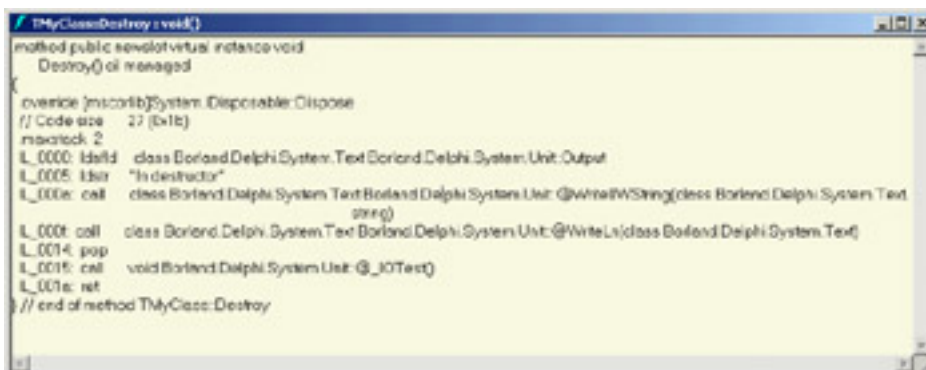 TMyClass::Destroy : void()
.method public newslot virtual instance void
Destroy() cil managed
{
.override [mscorlib]System.IDisposable::Dispose
// Code size 27 (0x1b)
.maxstack 2
IL_0000: ldsfld class Borland.Delphi.System.Text Borland.Delphi.System.Unit::Output
IL_0005: ldstr "In destructor"
IL_000a: call class Borland.Delphi.System.Text Borland.Delphi.System.Unit::@Write0WString(class Borland.Delphi.System.Text,
string)
IL_000f: call class Borland.Delphi.System.Text Borland.Delphi.System.Unit::@WriteLn(class Borland.Delphi.System.Text)
IL_0014: pop
IL_0015: call void Borland.Delphi.System.Unit::@_IOTest()
IL_001a: ret
} // end of method TMyClass::Destroy